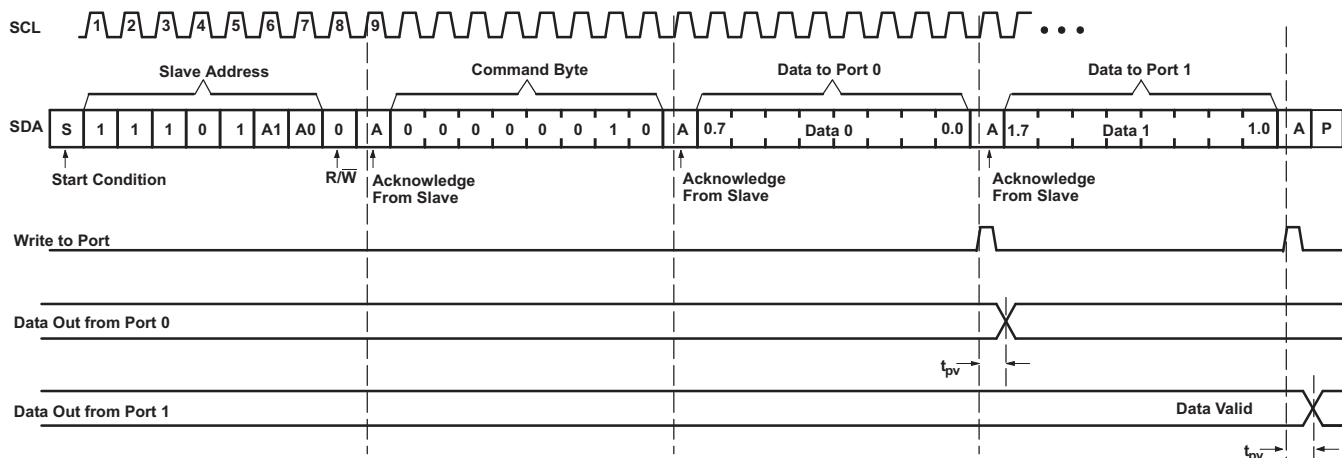 SCL 1 2 3 4 5 6 7 8 9
Slave Address Command Byte Data to Port 0 Data to Port 1
SDA S 1 1 1 0 1 A1 A0 0 A 0 0 0 0 0 0 1 0 A 0.7 Data 0 0.0 A 1.7 Data 1 1.0 A P
Start Condition R/W̅ Acknowledge From Slave Acknowledge From Slave Acknowledge From Slave
Write to Port
Data Out from Port 0
tpv
Data Out from Port 1 Data Valid
tpv